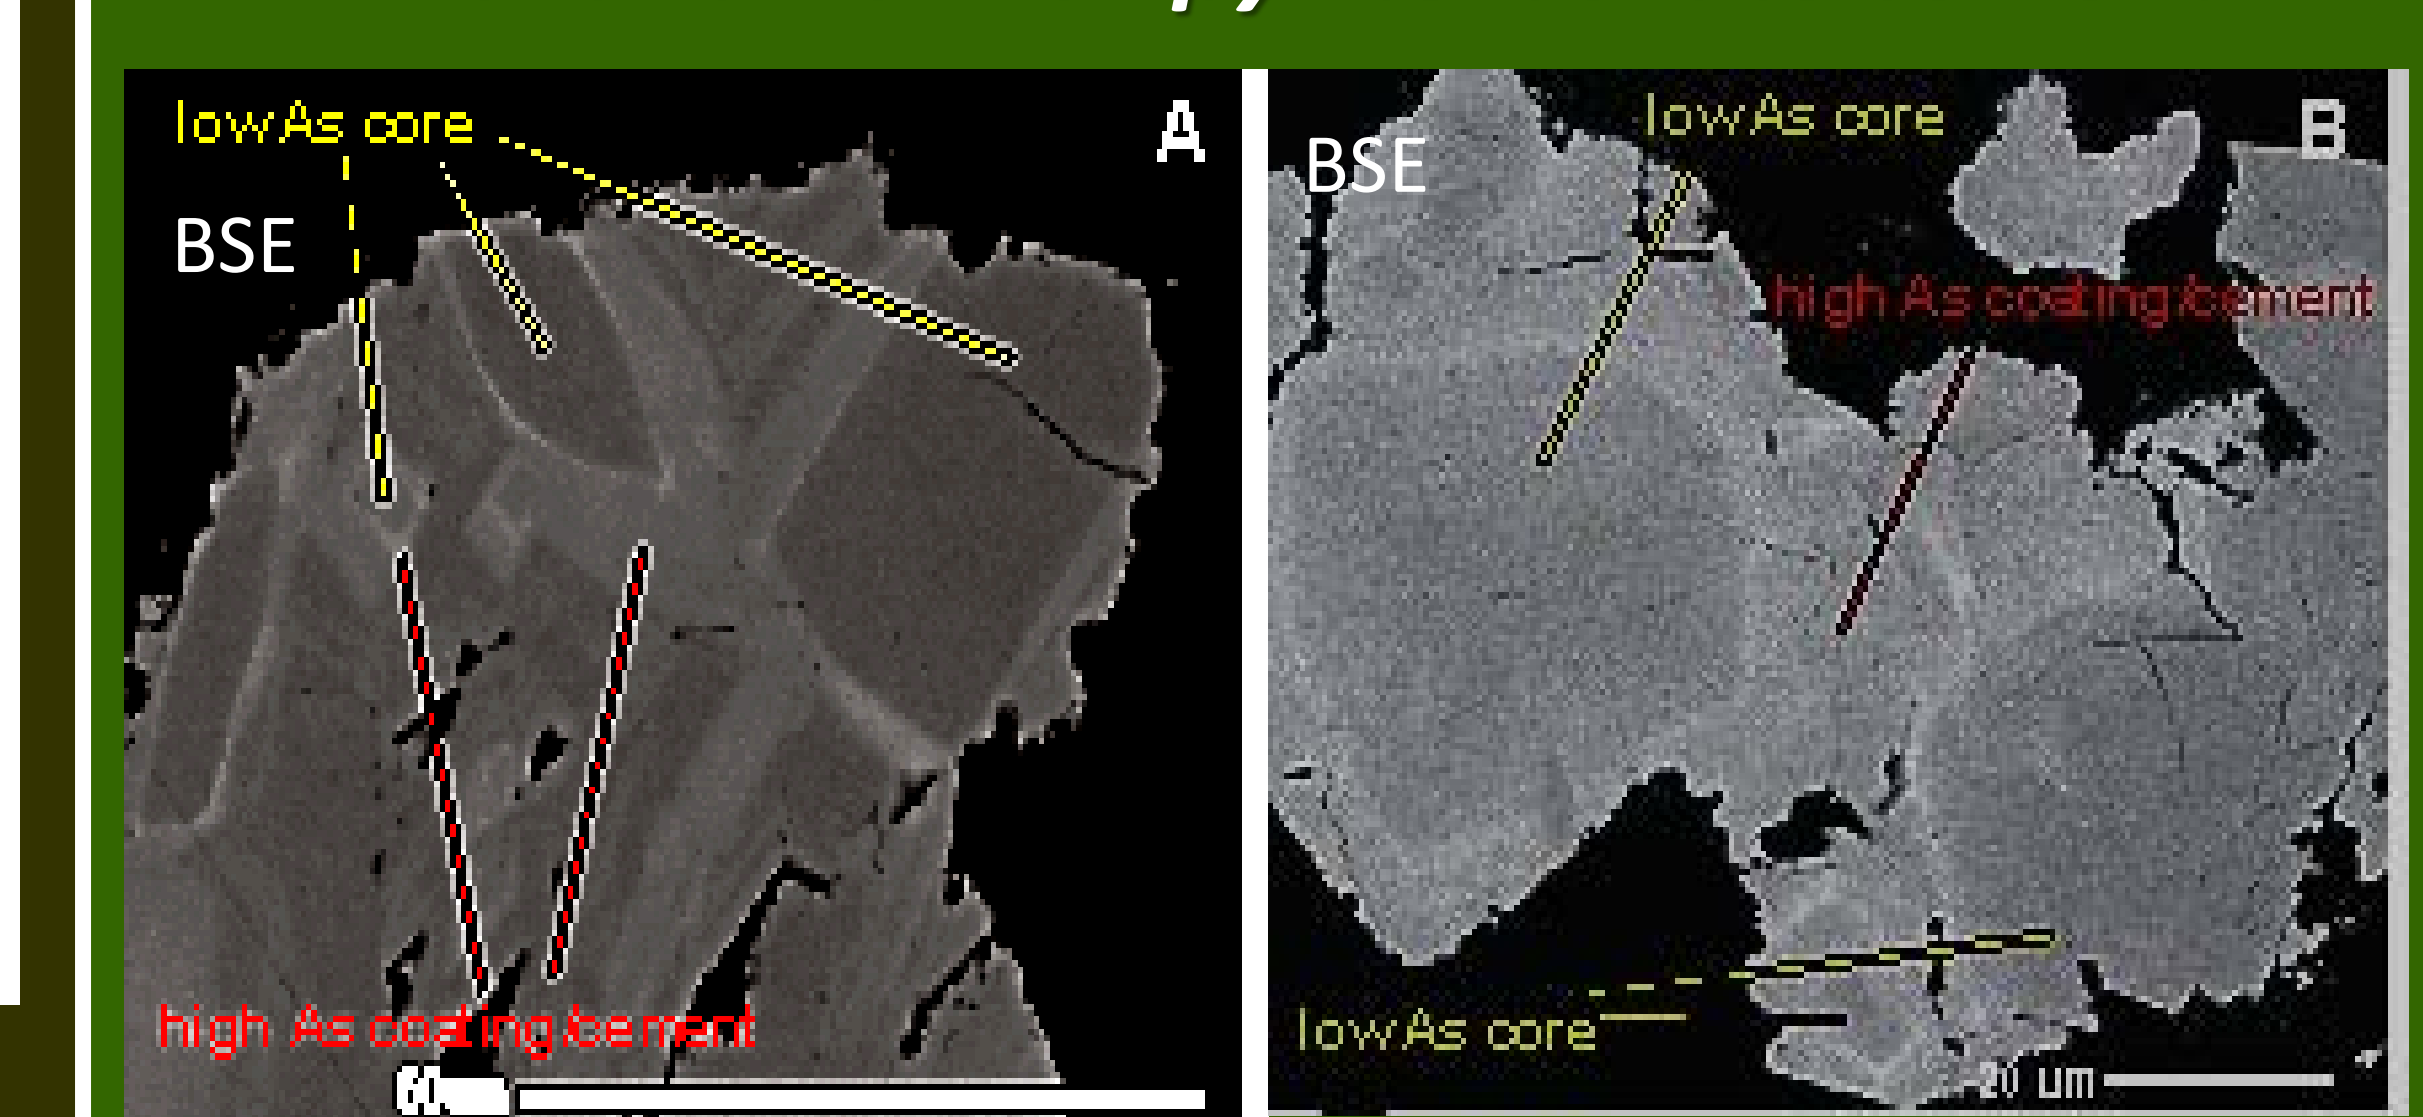 low As core
A
BSE
high As coating/cement
low As core
B
BSE
high As coating/cement
low As core
20 um